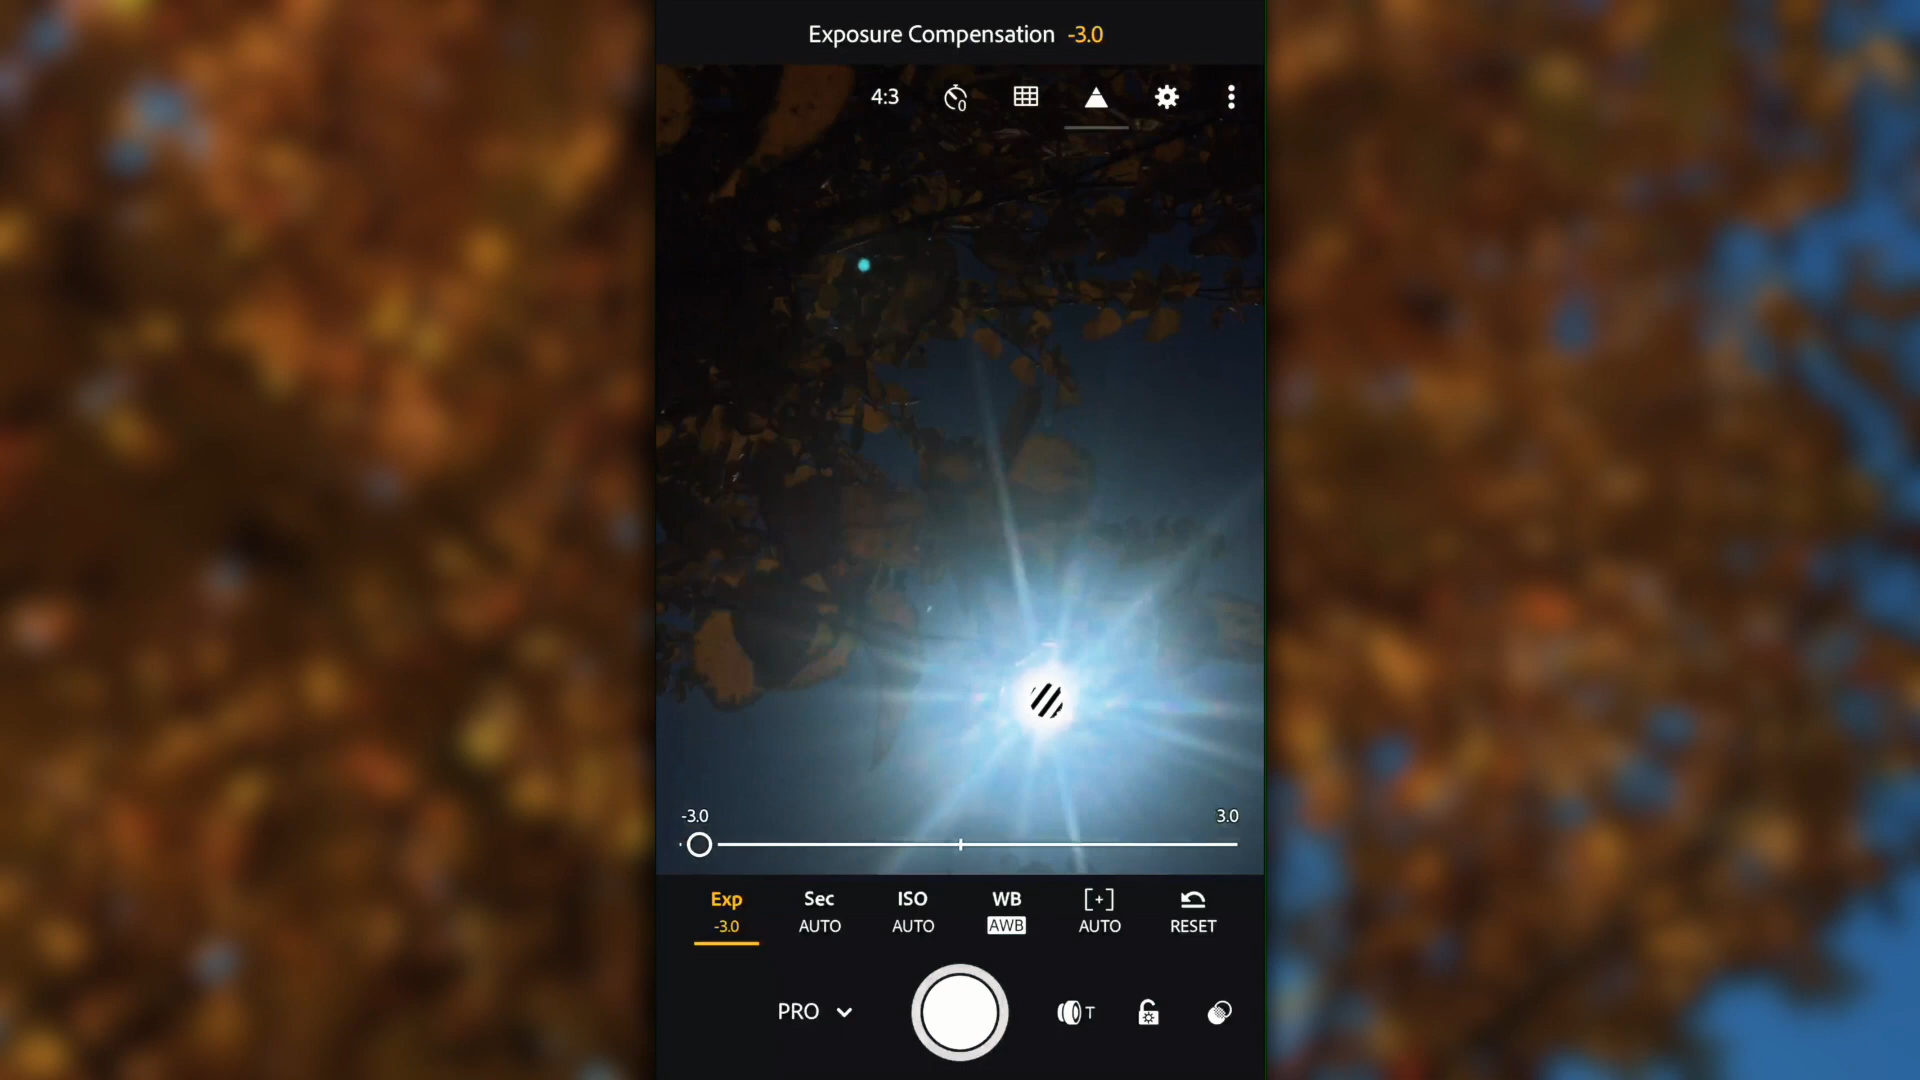 Exposure Compensation -3.0
4:3
0
-3.0 3.0
Exp Sec ISO WB [+]
-3.0 AUTO AUTO AWB AUTO RESET
PRO T